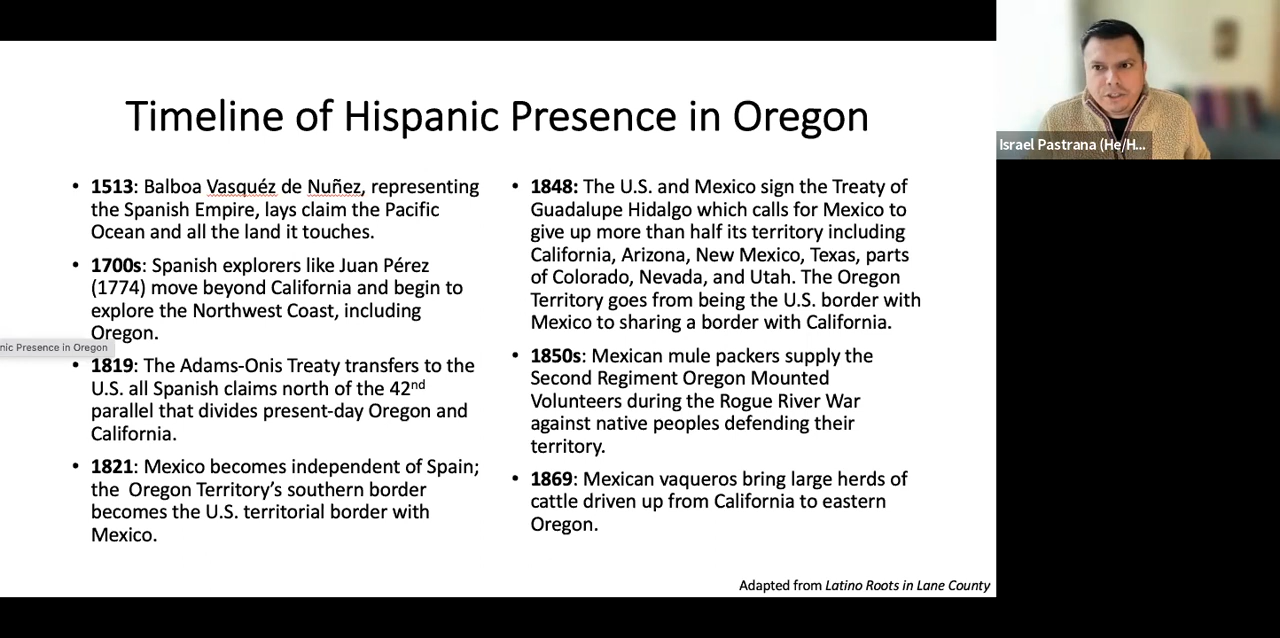 Timeline of Hispanic Presence in Oregon
• 1513: Balboa Vasquéz de Nuñez, representing
the Spanish Empire, lays claim the Pacific
Ocean and all the land it touches.
• 1700s: Spanish explorers like Juan Pérez
(1774) move beyond California and begin to
explore the Northwest Coast, including
Oregon.
nic Presence in Oregon
• 1819: The Adams-Onis Treaty transfers to the
U.S. all Spanish claims north of the 42nd
parallel that divides present-day Oregon and
California.
• 1821: Mexico becomes independent of Spain;
the Oregon Territory's southern border
becomes the U.S. territorial border with
Mexico.
• 1848: The U.S. and Mexico sign the Treaty of
Guadalupe Hidalgo which calls for Mexico to
give up more than half its territory including
California, Arizona, New Mexico, Texas, parts
of Colorado, Nevada, and Utah. The Oregon
Territory goes from being the U.S. border with
Mexico to sharing a border with California.
• 1850s: Mexican mule packers supply the
Second Regiment Oregon Mounted
Volunteers during the Rogue River War
against native peoples defending their
territory.
• 1869: Mexican vaqueros bring large herds of
cattle driven up from California to eastern
Oregon.
Adapted from Latino Roots in Lane County
Israel Pastrana (He/H...